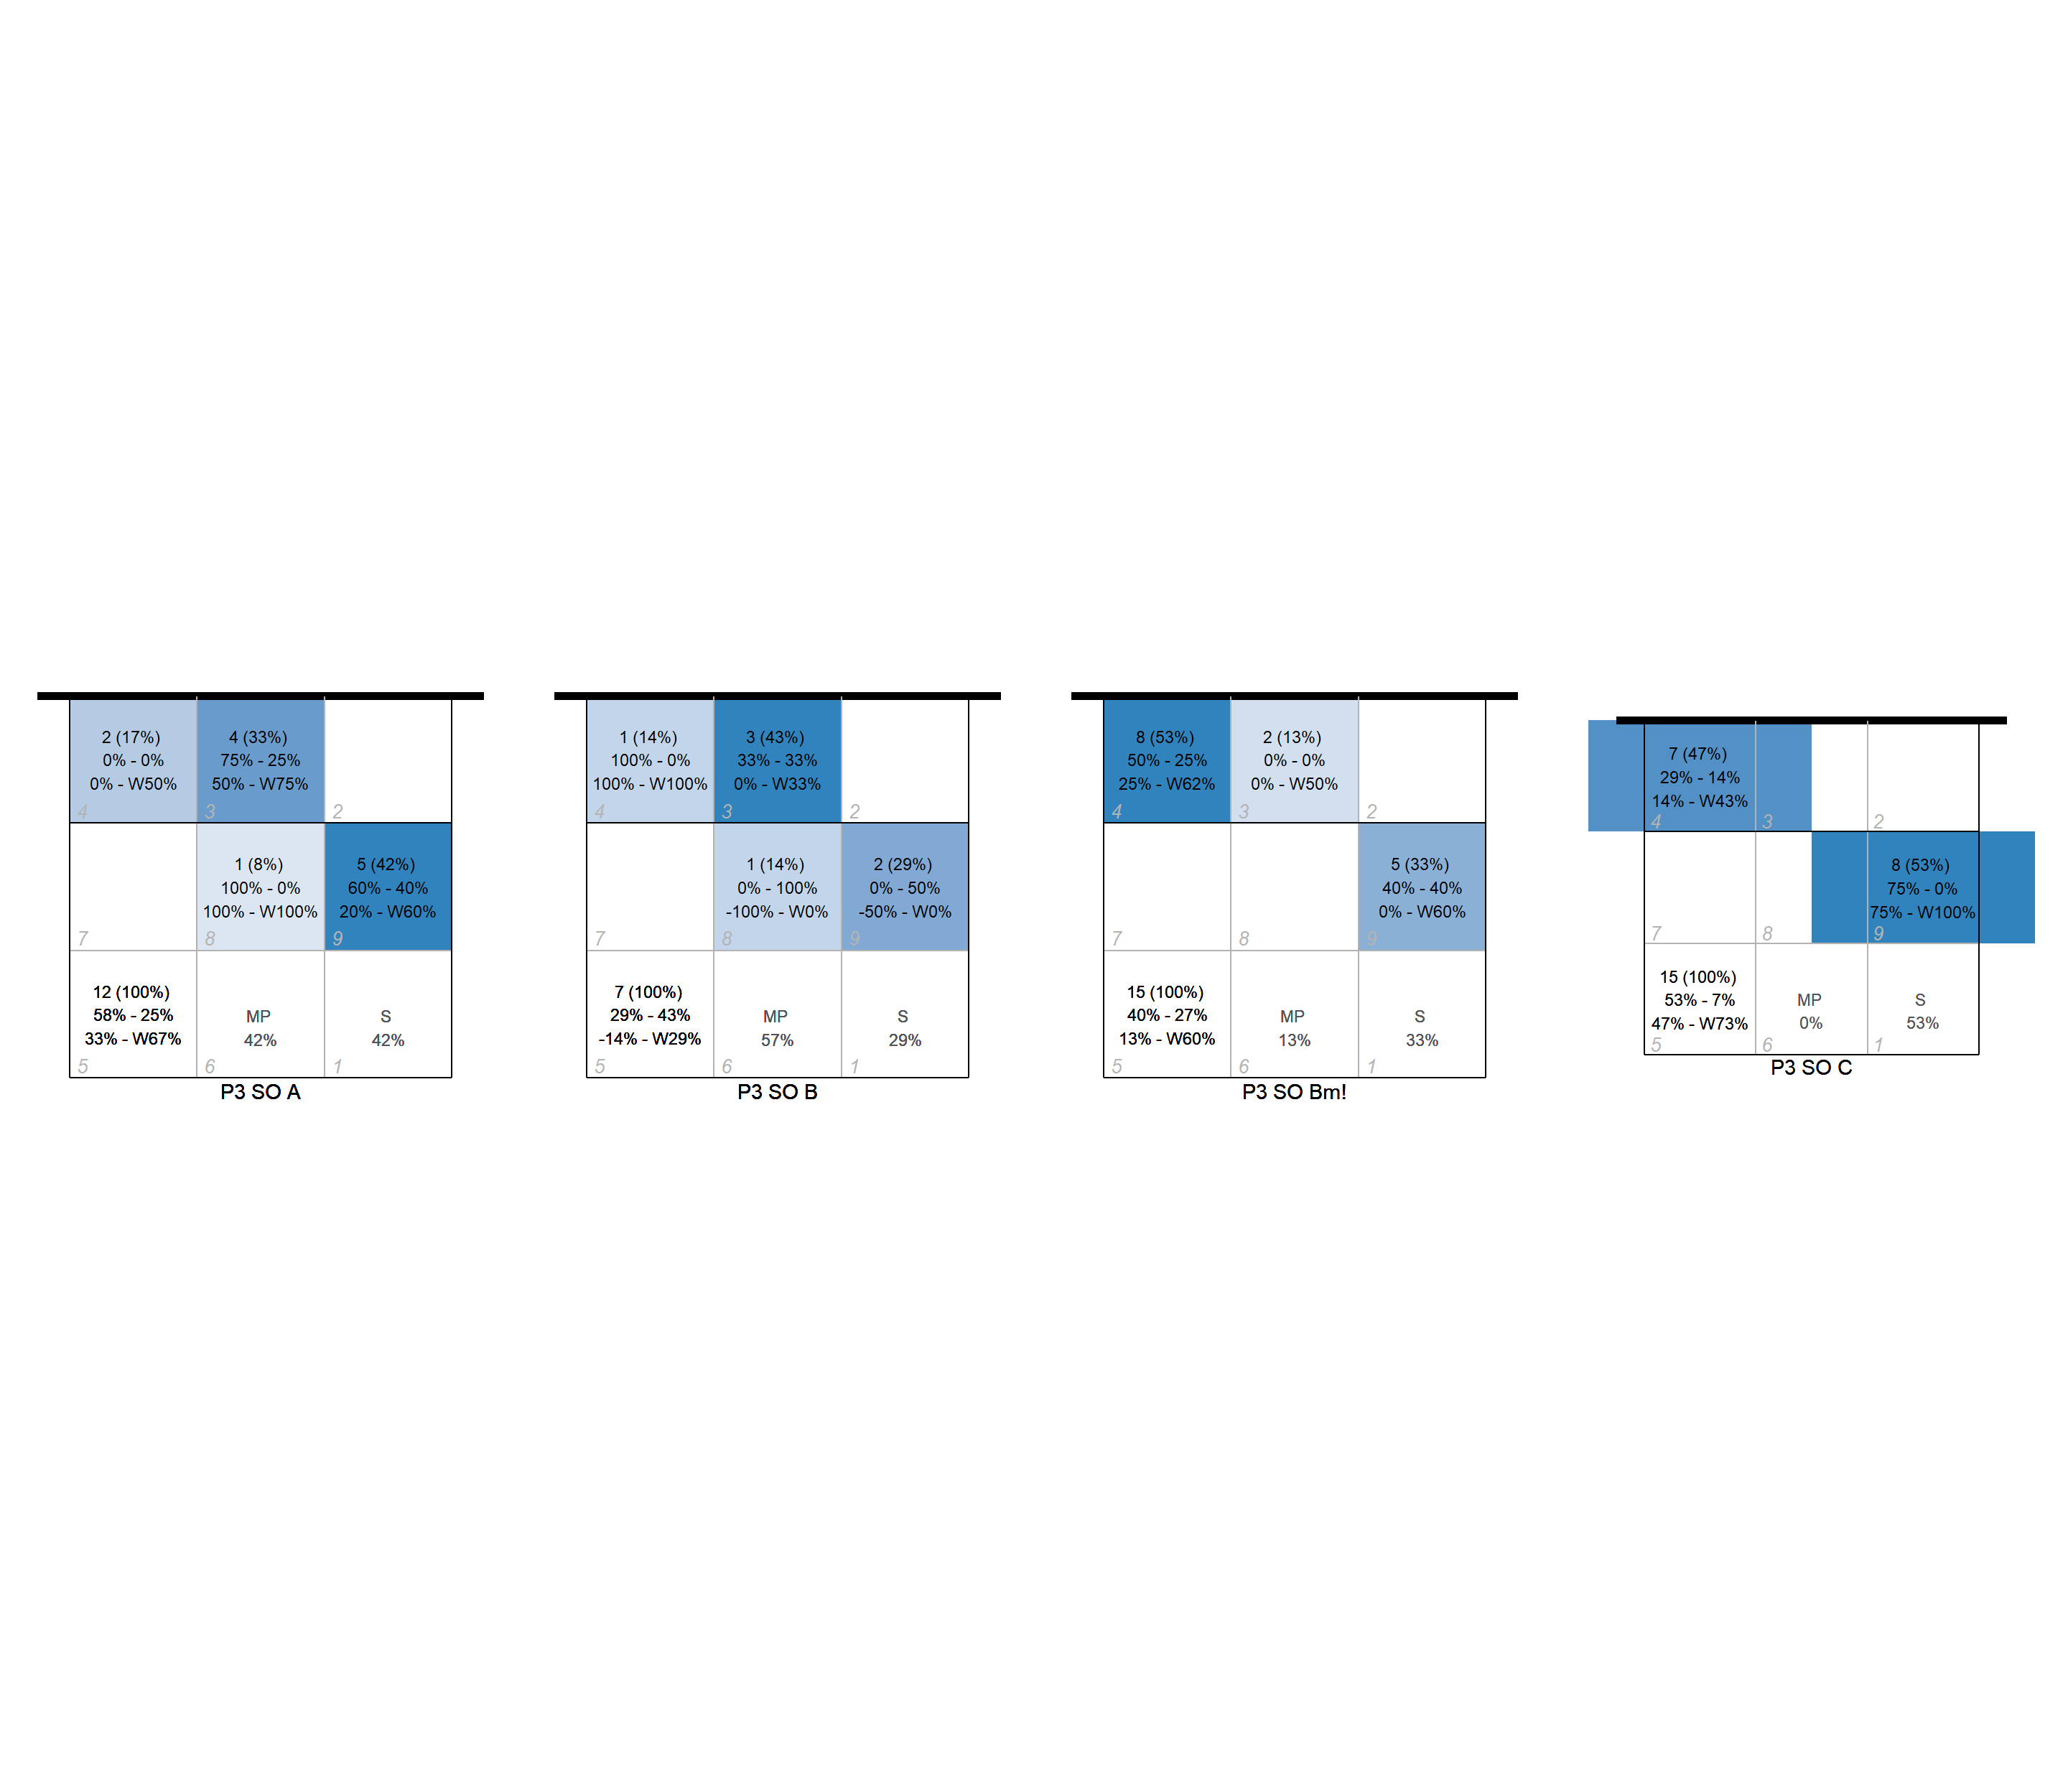 2 (17%)
0% - 0%
0% - W50%
4
4 (33%)
75% - 25%
50% - W75%
3
2
7
1 (8%)
100% - 0%
100% - W100%
8
5 (42%)
60% - 40%
20% - W60%
9
12 (100%)
58% - 25%
33% - W67%
5
MP
42%
6
S
42%
1
P3 SO A
1 (14%)
100% - 0%
100% - W100%
4
3 (43%)
33% - 33%
0% - W33%
3
2
7
1 (14%)
0% - 100%
-100% - W0%
8
2 (29%)
0% - 50%
-50% - W0%
9
7 (100%)
29% - 43%
-14% - W29%
5
MP
57%
6
S
29%
1
P3 SO B
8 (53%)
50% - 25%
25% - W62%
4
2 (13%)
0% - 0%
0% - W50%
3
2
7
8
5 (33%)
40% - 40%
0% - W60%
9
15 (100%)
40% - 27%
13% - W60%
5
MP
13%
6
S
33%
1
P3 SO Bm!
7 (47%)
29% - 14%
14% - W43%
4
3
2
7
8
8 (53%)
75% - 0%
75% - W100%
9
15 (100%)
53% - 7%
47% - W73%
5
MP
0%
6
S
53%
1
P3 SO C